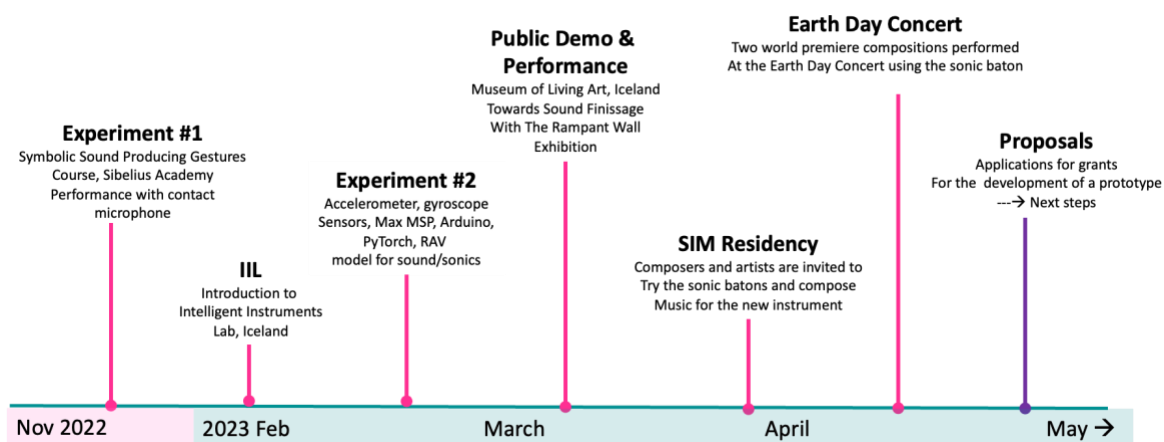 Experiment #1
Symbolic Sound Producing Gestures
Course, Sibelius Academy
Performance with contact
microphone
IIL
Introduction to
Intelligent Instruments
Lab, Iceland
Experiment #2
Accelerometer, gyroscope
Sensors, Max MSP, Arduino,
PyTorch, RAV
model for sound/sonics
Public Demo &
Performance
Museum of Living Art, Iceland
Towards Sound Finissage
With The Rampant Wall
Exhibition
SIM Residency
Composers and artists are invited to
Try the sonic batons and compose
Music for the new instrument
Earth Day Concert
Two world premiere compositions performed
At the Earth Day Concert using the sonic baton
Proposals
Applications for grants
For the development of a prototype
---→ Next steps
Nov 2022
2023 Feb
March
April
May →